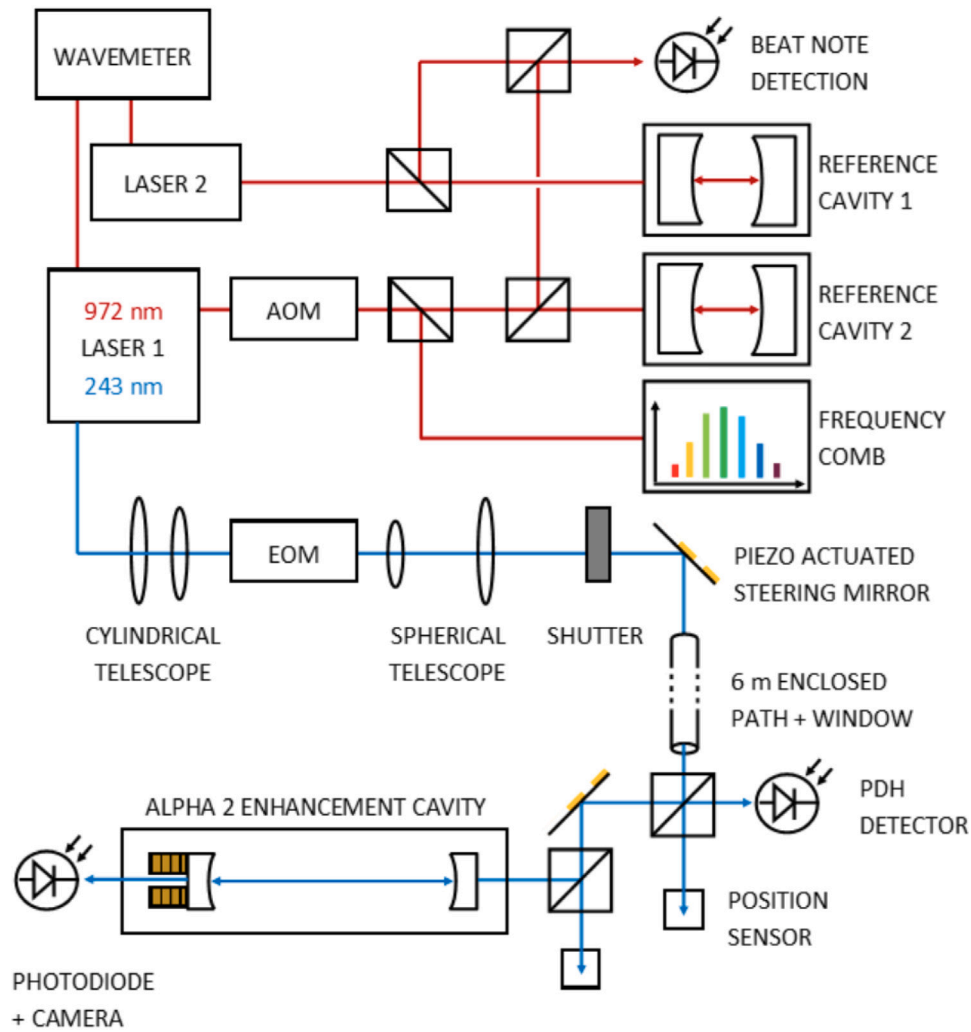 WAVEMETER
BEAT NOTE
DETECTION
LASER 2
REFERENCE
CAVITY 1
972 nm
LASER 1
243 nm
AOM
REFERENCE
CAVITY 2
FREQUENCY
COMB
EOM
PIEZO ACTUATED
STEERING MIRROR
CYLINDRICAL
TELESCOPE
SPHERICAL
TELESCOPE
SHUTTER
6 m ENCLOSED
PATH + WINDOW
PDH
DETECTOR
ALPHA 2 ENHANCEMENT CAVITY
POSITION
SENSOR
PHOTODIODE
+ CAMERA